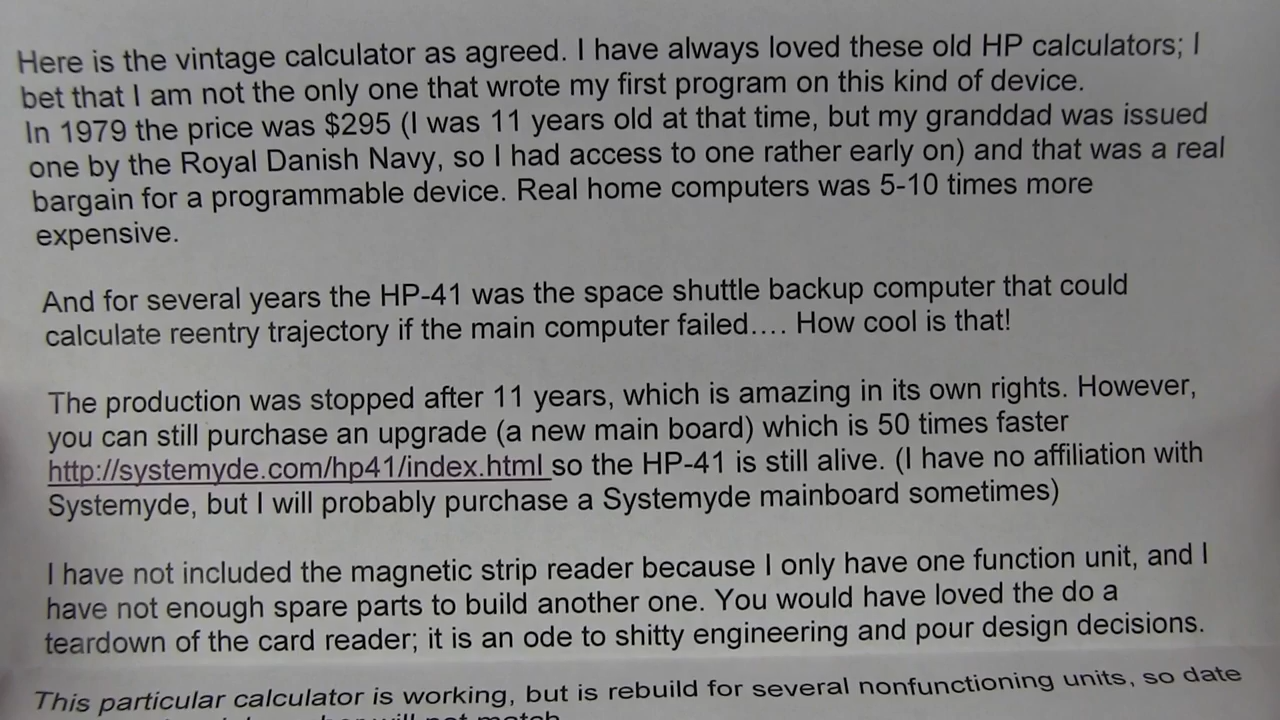 Here is the vintage calculator as agreed. I have always loved these old HP calculators; I
bet that I am not the only one that wrote my first program on this kind of device.
In 1979 the price was $295 (I was 11 years old at that time, but my granddad was issued
one by the Royal Danish Navy, so I had access to one rather early on) and that was a real
bargain for a programmable device. Real home computers was 5-10 times more
expensive.
And for several years the HP-41 was the space shuttle backup computer that could
calculate reentry trajectory if the main computer failed…. How cool is that!
The production was stopped after 11 years, which is amazing in its own rights. However,
you can still purchase an upgrade (a new main board) which is 50 times faster
http://systemyde.com/hp41/index.html so the HP-41 is still alive. (I have no affiliation with
Systemyde, but I will probably purchase a Systemyde mainboard sometimes)
I have not included the magnetic strip reader because I only have one function unit, and I
have not enough spare parts to build another one. You would have loved the do a
teardown of the card reader; it is an ode to shitty engineering and pour design decisions.
This particular calculator is working, but is rebuild for several nonfunctioning units, so date
will not match